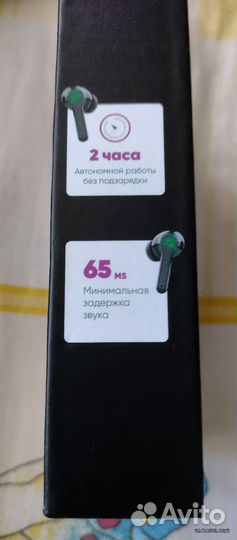 2 часа
Автономной работы
без подзарядки
65 MS
Минимальная
задержка
звука
Avito